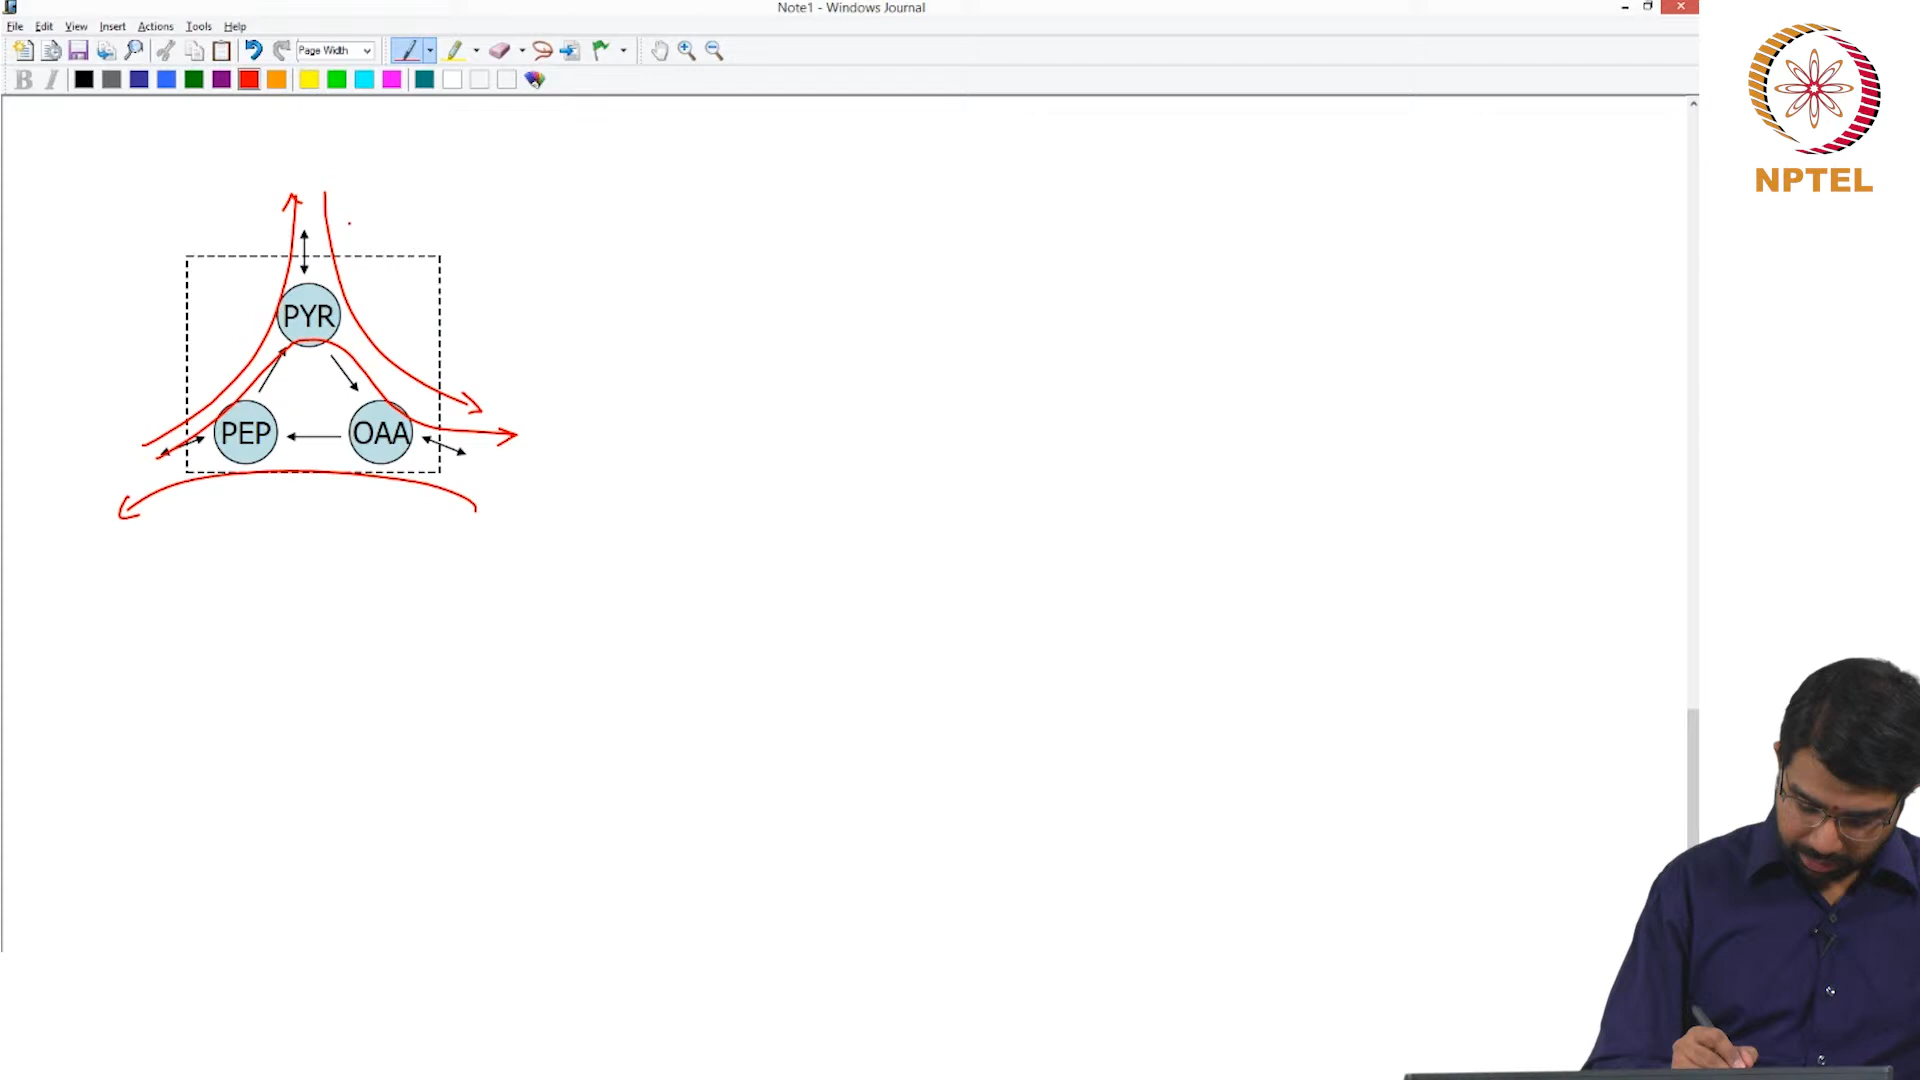 Note1 - Windows Journal
File Edit View Insert Actions Tools Help
Page Width
B I
NPTEL
PYR
PEP OAA